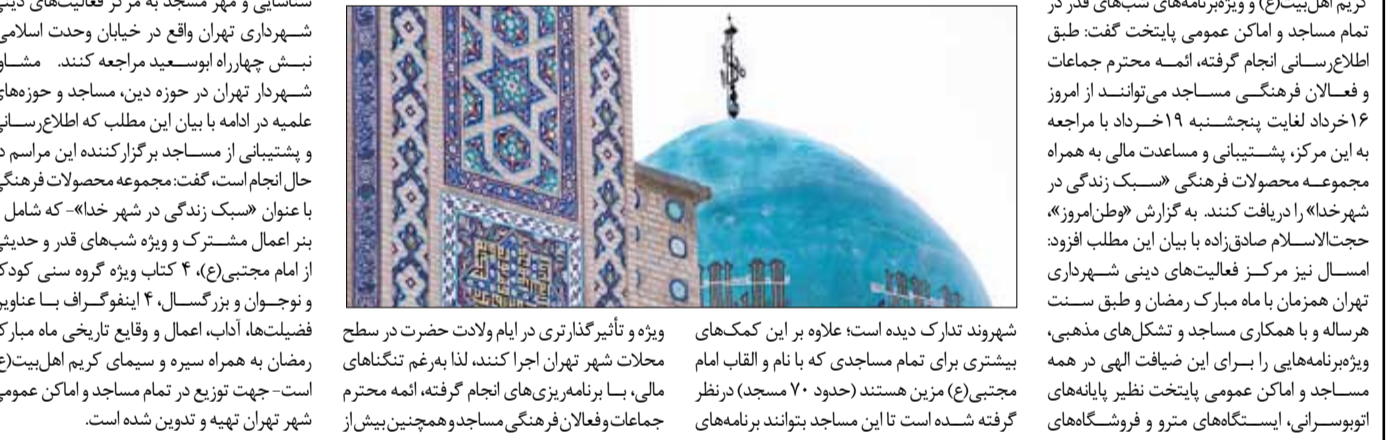 کریم اهل‌بیت(ع) و ویژه‌برنامه‌های شب‌های قدر در
تمام مساجد و اماکن عمومی پایتخت گفت: طبق
اطلاع‌رسانی انجام گرفته، ائمه محترم جماعات
و فعالان فرهنگی مساجد می‌توانند از امروز
۱۶خرداد لغایت پنجشنبه ۱۹خرداد با مراجعه
به این مرکز، پشتیبانی و مساعدت مالی به همراه
مجموعه محصولات فرهنگی «سبک زندگی در
شهرخدا» را دریافت کنند. به گزارش «وطن‌امروز»،
حجت‌الاسلام صادق‌زاده با بیان این مطلب افزود:
امسال نیز مرکز فعالیت‌های دینی شهرداری
تهران همزمان با ماه مبارک رمضان و طبق سنت
هرساله و با همکاری مساجد و تشکل‌های مذهبی،
ویژه‌برنامه‌هایی را برای این ضیافت الهی در همه
مساجد و اماکن عمومی پایتخت نظیر پایانه‌های
اتوبوسرانی، ایستگاه‌های مترو و فروشگاه‌های
شهروند تدارک دیده است؛ علاوه بر این کمک‌های
بیشتری برای تمام مساجدی که با نام و القاب امام
مجتبی(ع) مزین هستند (حدود ۷۰ مسجد) درنظر
گرفته شده است تا این مساجد بتوانند برنامه‌های
ویژه و تأثیرگذارتری در ایام ولادت حضرت در سطح
محلات شهر تهران اجرا کنند، لذا به‌رغم تنگناهای
مالی، با برنامه‌ریزی‌های انجام گرفته، ائمه محترم
جماعات و فعالان فرهنگی مساجد و همچنین بیش از
شناسایی و مهر مسجد به مرکز فعالیت‌های دینی
شهرداری تهران واقع در خیابان وحدت اسلامی
نبش چهارراه ابوسعید مراجعه کنند. مشاو
شهردار تهران در حوزه دین، مساجد و حوزه‌های
علمیه در ادامه با بیان این مطلب که اطلاع‌رسانی
و پشتیبانی از مساجد برگزارکننده این مراسم د
حال انجام است، گفت: مجموعه محصولات فرهنگی
با عنوان «سبک زندگی در شهر خدا»- که شامل
بنر اعمال مشترک و ویژه شب‌های قدر و حدیثی
از امام مجتبی(ع)، ۴ کتاب ویژه گروه سنی کودک
و نوجوان و بزرگسال، ۴ اینفوگراف با عناوین
فضیلت‌ها، آداب، اعمال و وقایع تاریخی ماه مبارک
رمضان به همراه سیره و سیمای کریم اهل‌بیت(ع)
است- جهت توزیع در تمام مساجد و اماکن عمومی
شهر تهران تهیه و تدوین شده است.